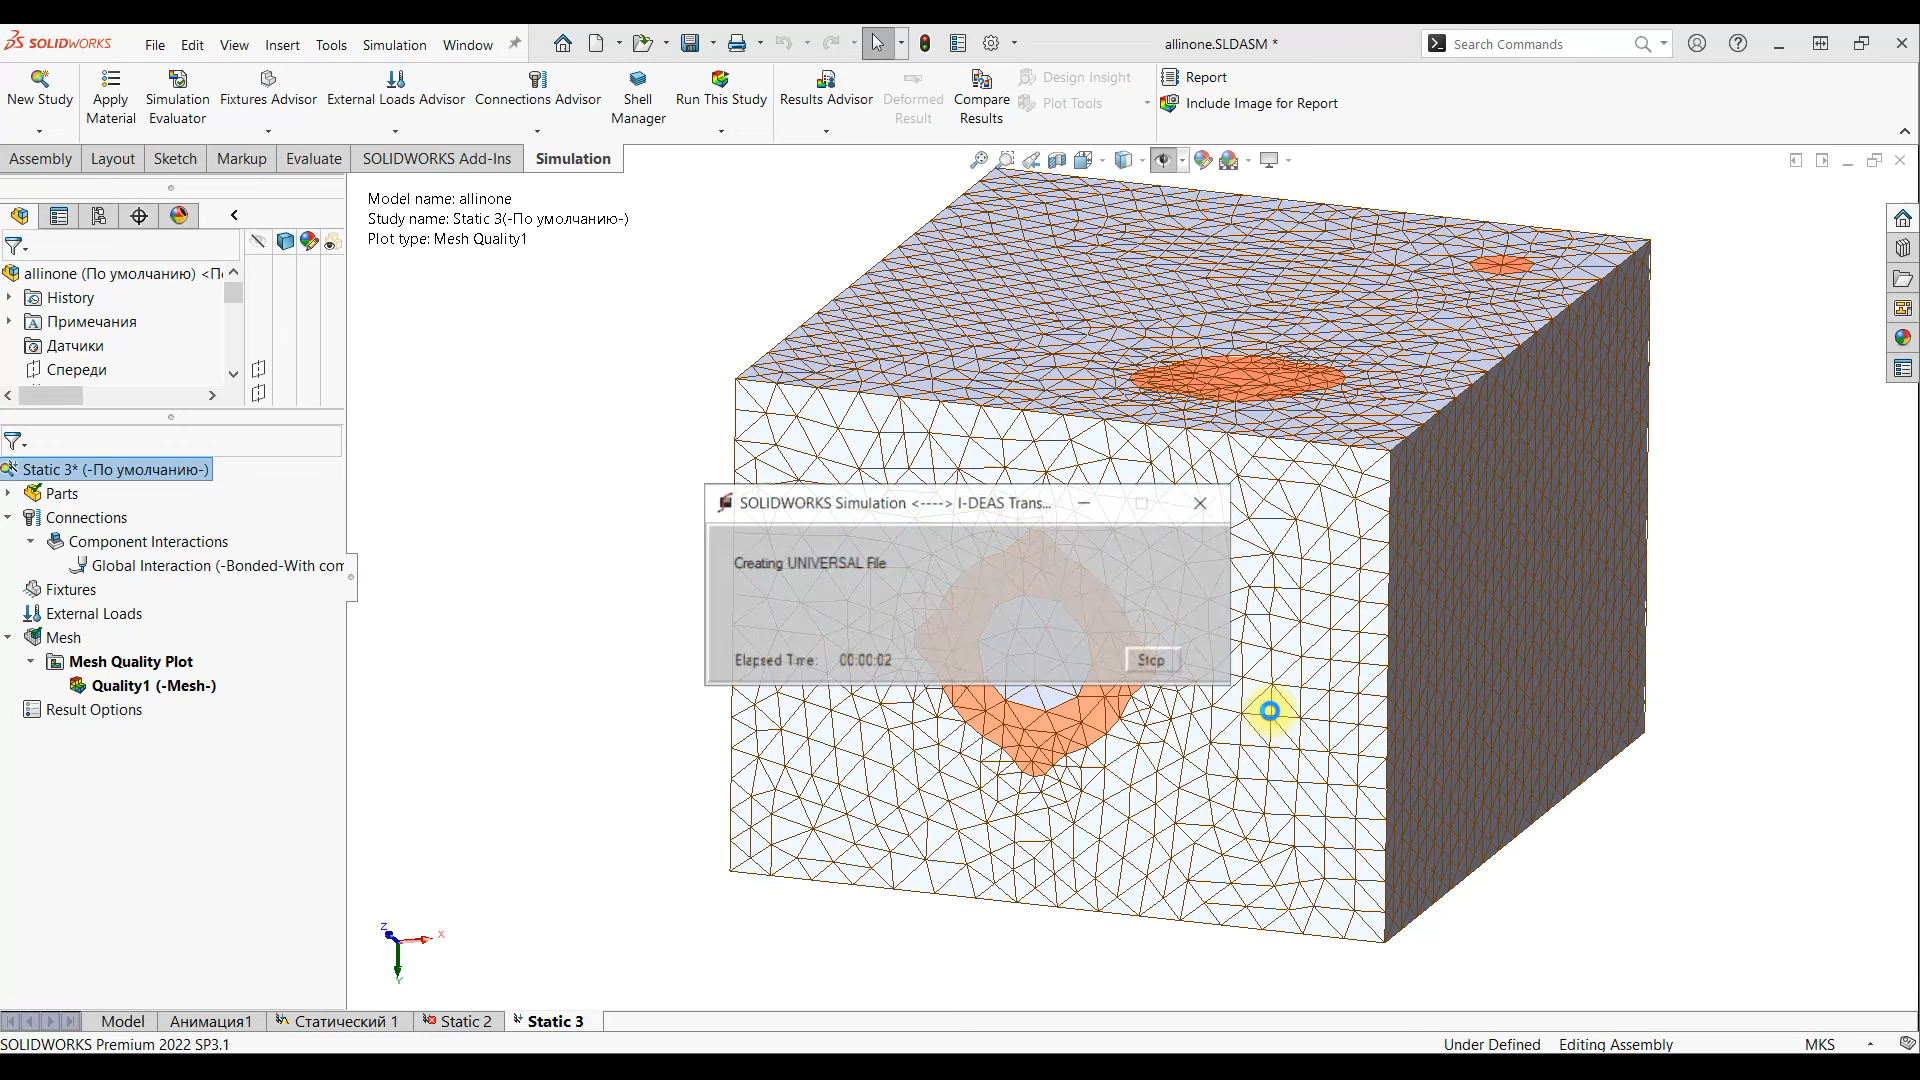 SOLIDWORKS
File Edit View Insert Tools Simulation Window
allinone.SLDASM *
Search Commands
New Study
Apply Material
Simulation Evaluator
Fixtures Advisor
External Loads Advisor
Connections Advisor
Shell Manager
Run This Study
Results Advisor
Deformed Result
Compare Results
Design Insight
Plot Tools
Report
Include Image for Report
Assembly Layout Sketch Markup Evaluate SOLIDWORKS Add-Ins Simulation
Model name: allinone
Study name: Static 3(-По умолчанию-)
Plot type: Mesh Quality1
allinone (По умолчанию) <П
History
Примечания
Датчики
Спереди
Static 3* (-По умолчанию-)
Parts
Connections
Component Interactions
Global Interaction (-Bonded-With com
Fixtures
External Loads
Mesh
Mesh Quality Plot
Quality1 (-Mesh-)
Result Options
SOLIDWORKS Simulation <----> I-DEAS Trans...
Creating UNIVERSAL File
Elapsed Time: 00:00:02
Stop
Z
X
Y
Model Анимация1 Статический 1 Static 2 Static 3
SOLIDWORKS Premium 2022 SP3.1
Under Defined Editing Assembly MKS